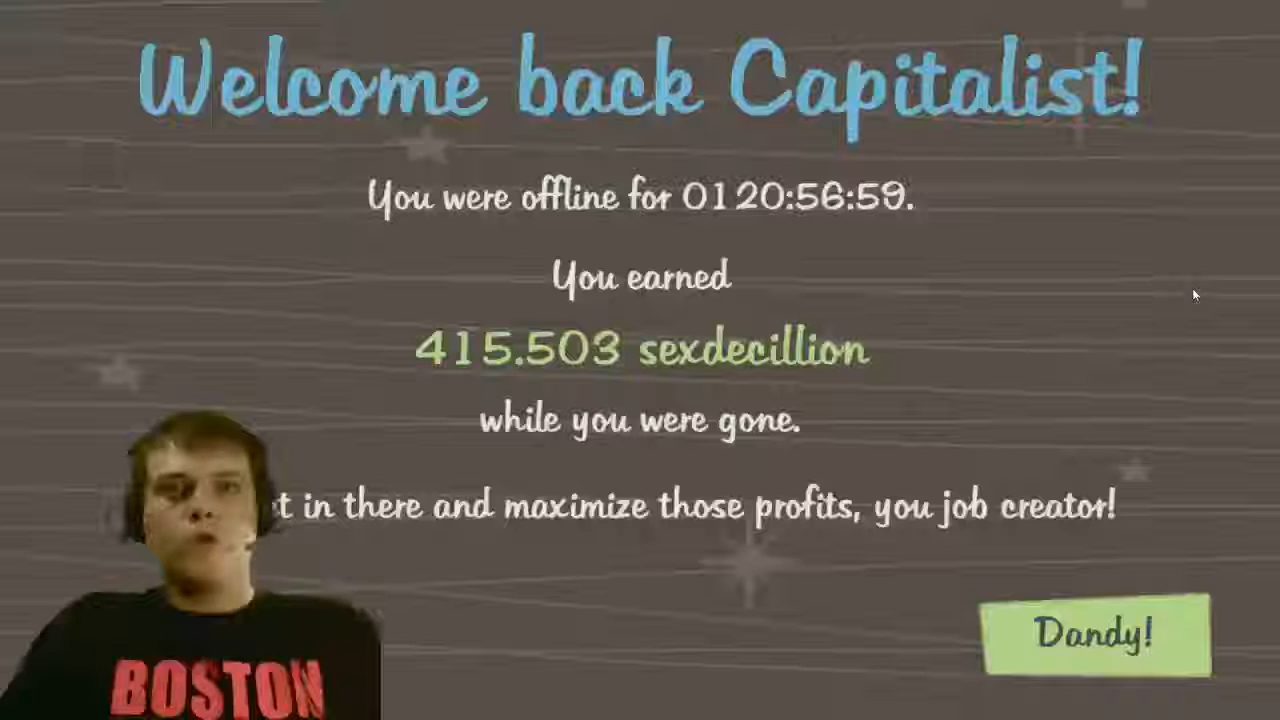 Welcome back Capitalist!
You were offline for 01 20:56:59.
You earned
415.503 sexdecillion
while you were gone.
t in there and maximize those profits, you job creator!
Dandy!
BOSTON